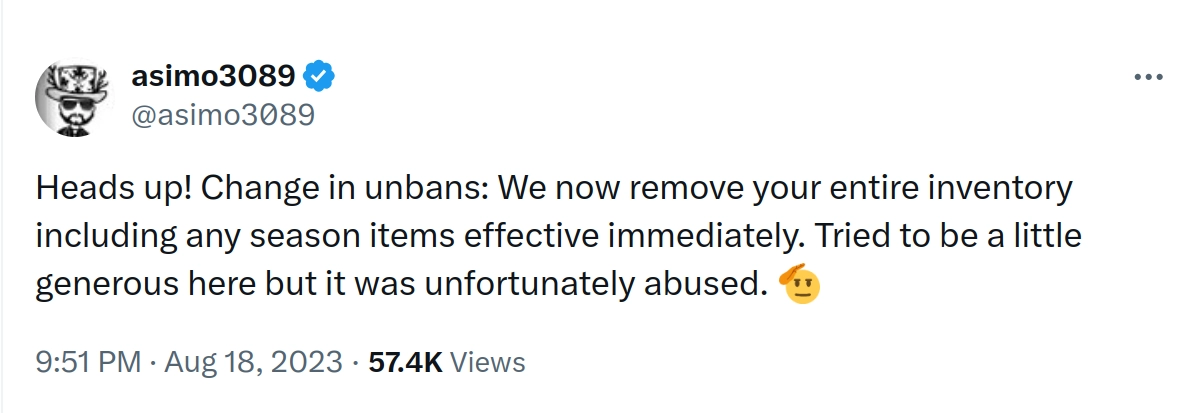 asimo3089
@asimo3089
Heads up! Change in unbans: We now remove your entire inventory
including any season items effective immediately. Tried to be a little
generous here but it was unfortunately abused. 🫡
9:51 PM · Aug 18, 2023 · 57.4K Views